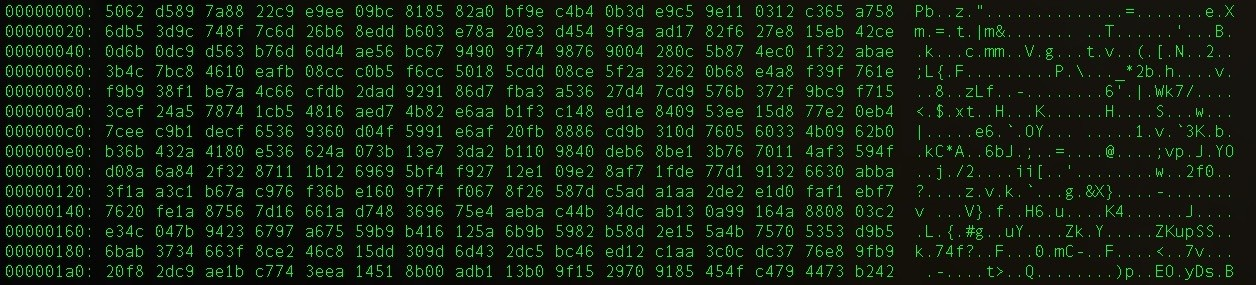 00000000: 5062 d589 7a88 22c9 e9ee 09bc 8185 82a0 bf9e c4b4 0b3d e9c5 9e11 0312 c365 a758 Pb..z."..............=.......e.X
00000020: 6db5 3d9c 748f 7c6d 26b6 8edd b603 e78a 20e3 d454 9f9a ad17 82f6 27e8 15eb 42ce m.=.t.|m&....... ..T......'...B.
00000040: 0d6b 0dc9 d563 b76d 6dd4 ae56 bc67 9490 9f74 9876 9004 280c 5b87 4ec0 1f32 abae .k...c.mm..V.g...t.v..(.[.N..2..
00000060: 3b4c 7bc8 4610 eafb 08cc c0b5 f6cc 5018 5cdd 08ce 5f2a 3262 0b68 e4a8 f39f 761e ;L{.F.........P.\..._*2b.h....v.
00000080: f9b9 38f1 be7a 4c66 cfdb 2dad 9291 86d7 fba3 a536 27d4 7cd9 576b 372f 9bc9 f715 ..8..zLf..-........6'.|.Wk7/....
000000a0: 3cef 24a5 7874 1cb5 4816 aed7 4b82 e6aa b1f3 c148 ed1e 8409 53ee 15d8 77e2 0eb4 <.$.xt..H...K......H....S...w...
000000c0: 7cee c9b1 decf 6536 9360 d04f 5991 e6af 20fb 8886 cd9b 310d 7605 6033 4b09 62b0 |.....e6.`.OY... .....1.v.`3K.b.
000000e0: b36b 432a 4180 e536 624a 073b 13e7 3da2 b110 9840 deb6 8be1 3b76 7011 4af3 594f .kC*A..6bJ.;..=....@....;vp.J.YO
00000100: d08a 6a84 2f32 8711 1b12 6969 5bf4 f927 12e1 09e2 8af7 1fde 77d1 9132 6630 abba ..j./2....ii[..'........w..2f0..
00000120: 3f1a a3c1 b67a c976 f36b e160 9f7f f067 8f26 587d c5ad a1aa 2de2 e1d0 faf1 ebf7 ?....z.v.k.`...g.&X}....-.......
00000140: 7620 fe1a 8756 7d16 661a d748 3696 75e4 aeba c44b 34dc ab13 0a99 164a 8808 03c2 v ...V}.f..H6.u....K4......J....
00000160: e34c 047b 9423 6797 a675 59b9 b416 125a 6b9b 5982 b58d 2e15 5a4b 7570 5353 d9b5 .L.{.#g..uY....Zk.Y.....ZKupSS..
00000180: 6bab 3734 663f 8ce2 46c8 15dd 309d 6d43 2dc5 bc46 ed12 c1aa 3c0c dc37 76e8 9fb9 k.74f?..F...0.mC-..F....<..7v...
000001a0: 20f8 2dc9 ae1b c774 3eea 1451 8b00 adb1 13b0 9f15 2970 9185 454f c479 4473 b242 .-....t>..Q.........)p..EO.yDs.B